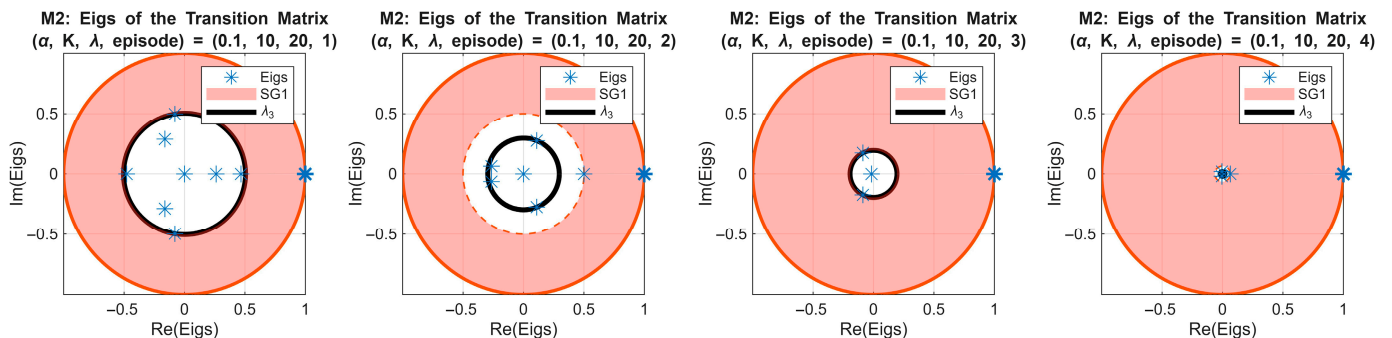 M2: Eigs of the Transition Matrix
(α, K, λ, episode) = (0.1, 10, 20, 1)
Eigs
SG1
λ3
0.5
0
−0.5
Im(Eigs)
−0.5
0
0.5
1
Re(Eigs)
M2: Eigs of the Transition Matrix
(α, K, λ, episode) = (0.1, 10, 20, 2)
Eigs
SG1
λ3
0.5
0
−0.5
Im(Eigs)
−0.5
0
0.5
1
Re(Eigs)
M2: Eigs of the Transition Matrix
(α, K, λ, episode) = (0.1, 10, 20, 3)
Eigs
SG1
λ3
0.5
0
−0.5
Im(Eigs)
−0.5
0
0.5
1
Re(Eigs)
M2: Eigs of the Transition Matrix
(α, K, λ, episode) = (0.1, 10, 20, 4)
Eigs
SG1
λ3
0.5
0
−0.5
Im(Eigs)
−0.5
0
0.5
1
Re(Eigs)